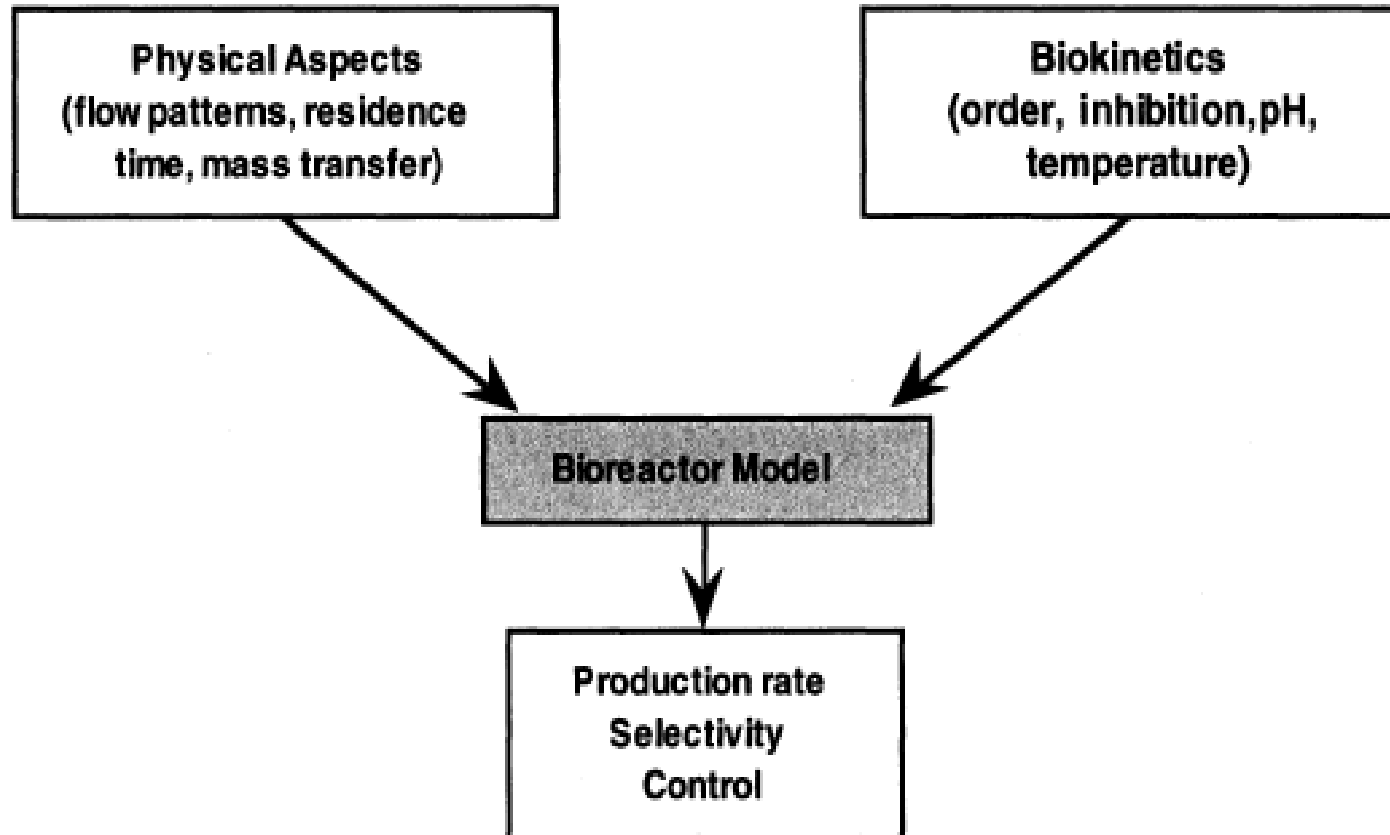 Physical Aspects
(flow patterns, residence
time, mass transfer)
Biokinetics
(order, inhibition,pH,
temperature)
Bioreactor Model
Production rate
Selectivity
Control